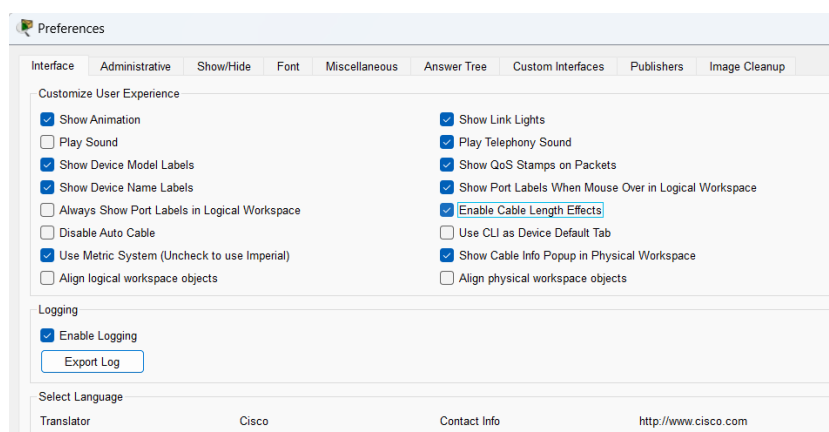 Preferences
Interface Administrative Show/Hide Font Miscellaneous Answer Tree Custom Interfaces Publishers Image Cleanup
Customize User Experience
Show Animation Show Link Lights
Play Sound Play Telephony Sound
Show Device Model Labels Show QoS Stamps on Packets
Show Device Name Labels Show Port Labels When Mouse Over in Logical Workspace
Always Show Port Labels in Logical Workspace Enable Cable Length Effects
Disable Auto Cable Use CLI as Device Default Tab
Use Metric System (Uncheck to use Imperial) Show Cable Info Popup in Physical Workspace
Align logical workspace objects Align physical workspace objects
Logging
Enable Logging
Export Log
Select Language
Translator Cisco Contact Info http://www.cisco.com